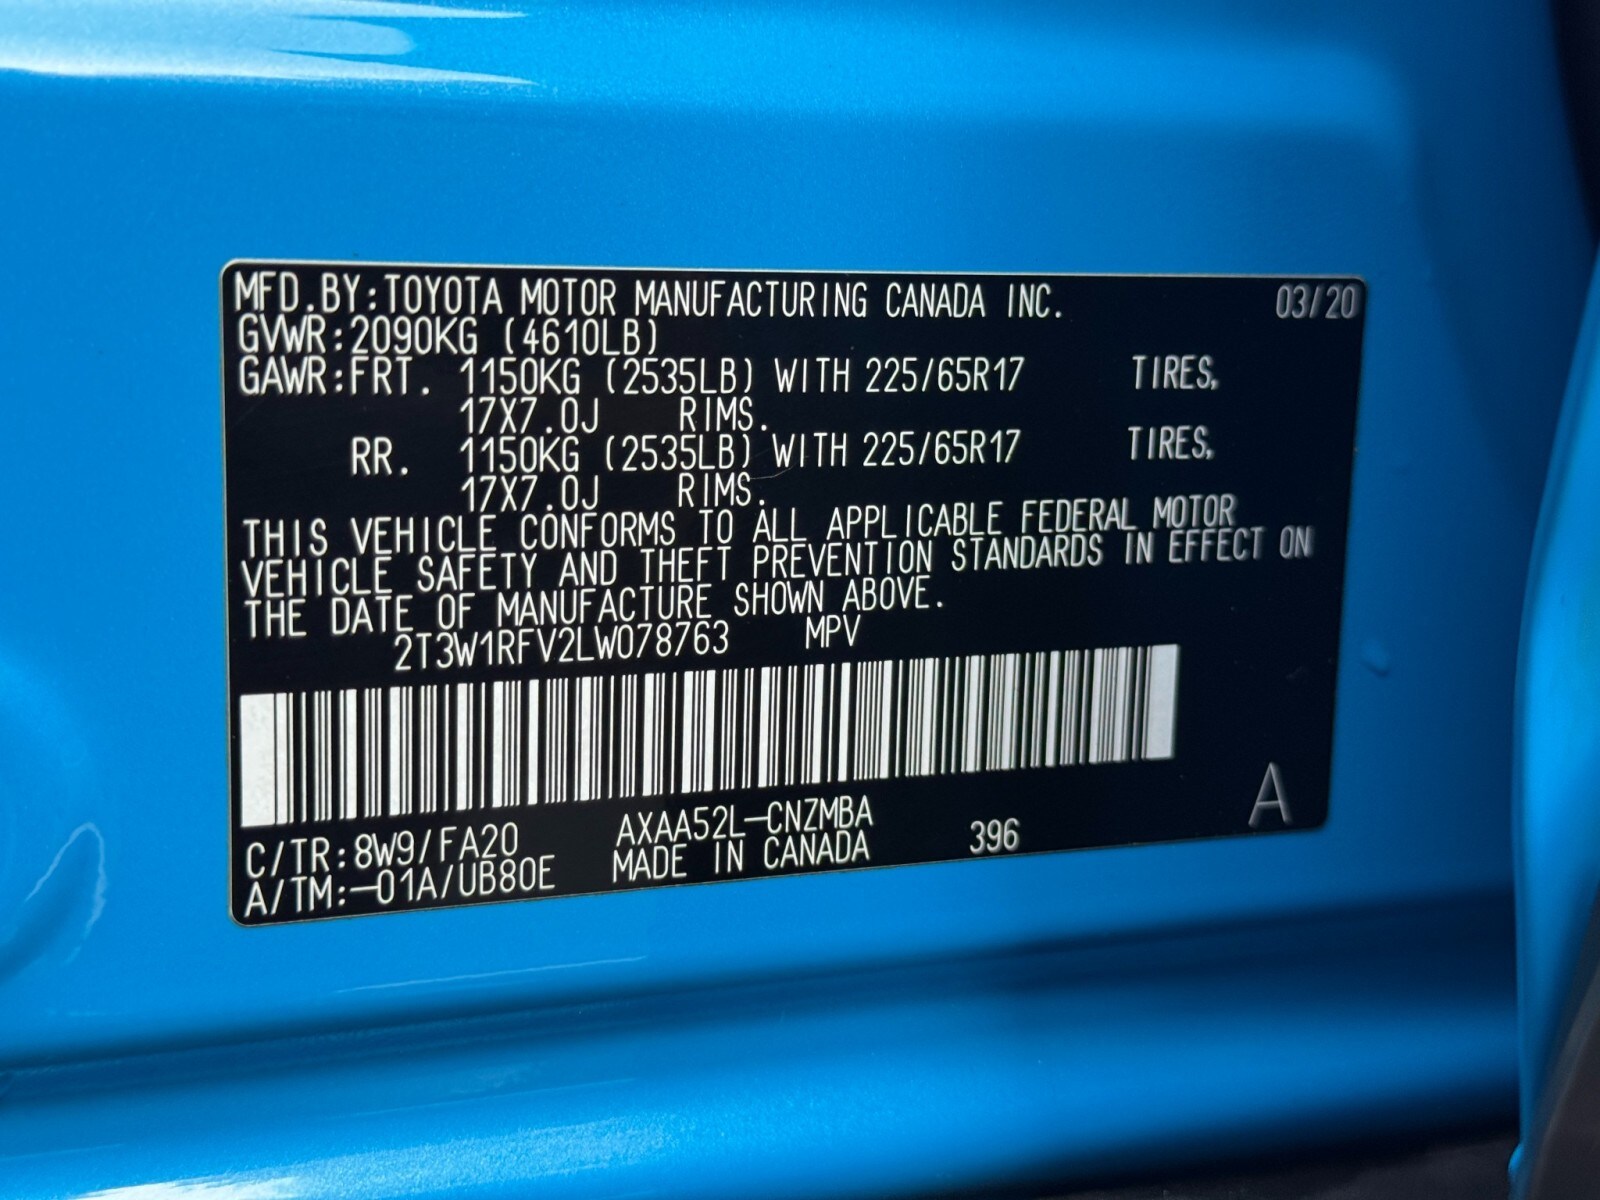 MFD.BY:TOYOTA MOTOR MANUFACTURING CANADA INC. 03/20
GVWR:2090KG (4610LB)
GAWR:FRT. 1150KG (2535LB) WITH 225/65R17 TIRES,
17X7.0J RIMS.
RR. 1150KG (2535LB) WITH 225/65R17 TIRES,
17X7.0J RIMS.
THIS VEHICLE CONFORMS TO ALL APPLICABLE FEDERAL MOTOR
VEHICLE SAFETY AND THEFT PREVENTION STANDARDS IN EFFECT ON
THE DATE OF MANUFACTURE SHOWN ABOVE.
2T3W1RFV2LW078763 MPV
C/TR:8W9/FA20 AXAA52L-CNZMBA 396 A
A/TM:-01A/UB80E MADE IN CANADA